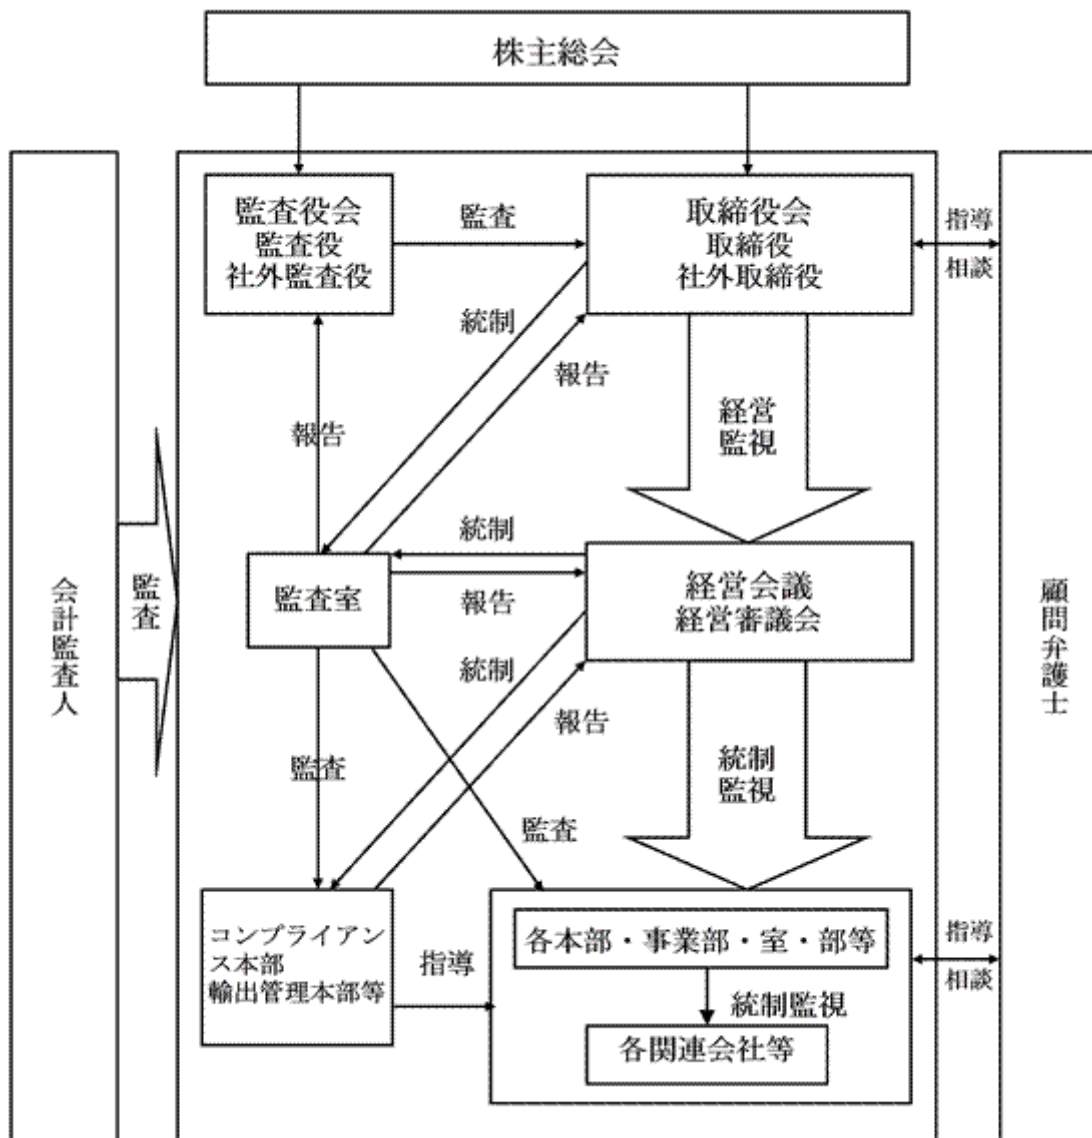 株主総会
監査役会
監査役
社外監査役
監査
取締役会
取締役
社外取締役
指導
相談
統制
報告
経営
監視
報告
統制
監査室
報告
経営会議
経営審議会
会計監査人
監査
顧問弁護士
統制
報告
監査
統制
監視
監査
コンプライアン
ス本部
輸出管理本部等
指導
各本部・事業部・室・部等
統制監視
各関連会社等
指導
相談